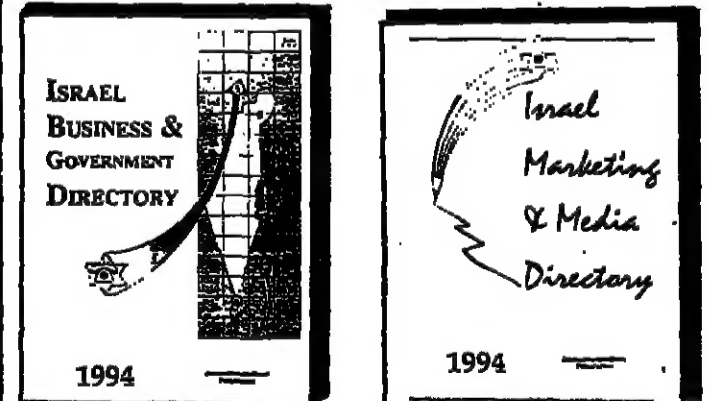 ISRAEL
BUSINESS &
GOVERNMENT
DIRECTORY
1994
Israel
Marketing
& Media
Directory
1994